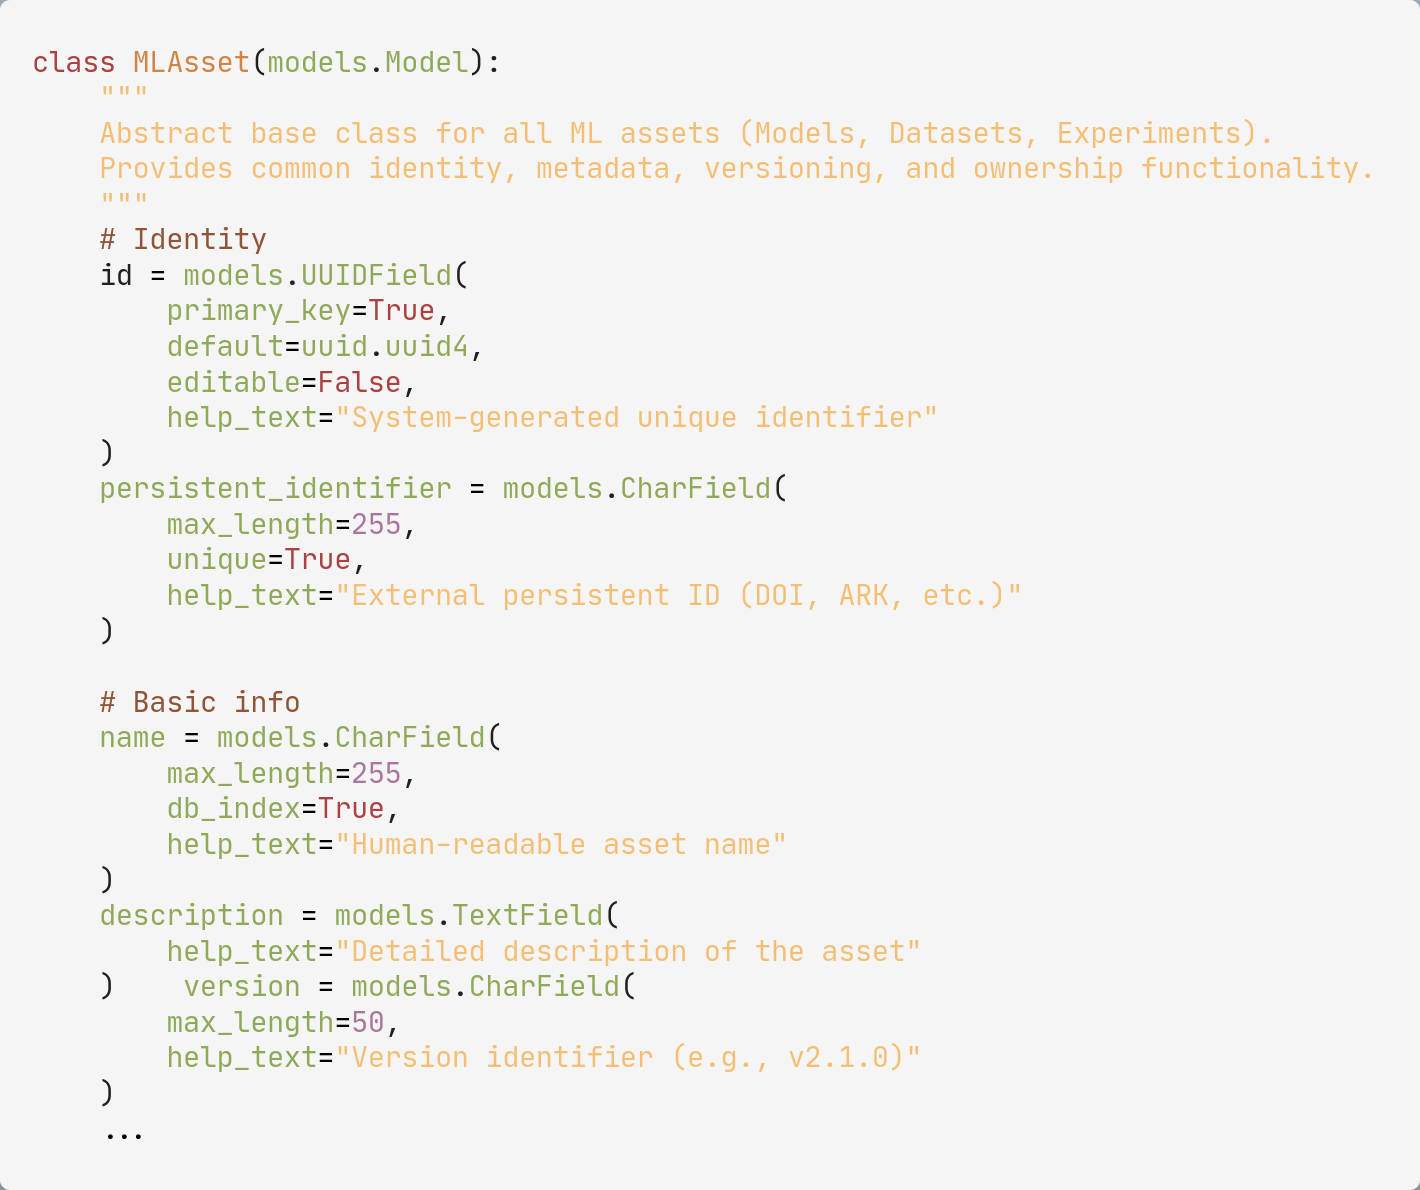 class MLAsset(models.Model):
    """
    Abstract base class for all ML assets (Models, Datasets, Experiments).
    Provides common identity, metadata, versioning, and ownership functionality.
    """
    # Identity
    id = models.UUIDField(
        primary_key=True,
        default=uuid.uuid4,
        editable=False,
        help_text="System-generated unique identifier"
    )
    persistent_identifier = models.CharField(
        max_length=255,
        unique=True,
        help_text="External persistent ID (DOI, ARK, etc.)"
    )

    # Basic info
    name = models.CharField(
        max_length=255,
        db_index=True,
        help_text="Human-readable asset name"
    )
    description = models.TextField(
        help_text="Detailed description of the asset"
    )    version = models.CharField(
        max_length=50,
        help_text="Version identifier (e.g., v2.1.0)"
    )
    ...